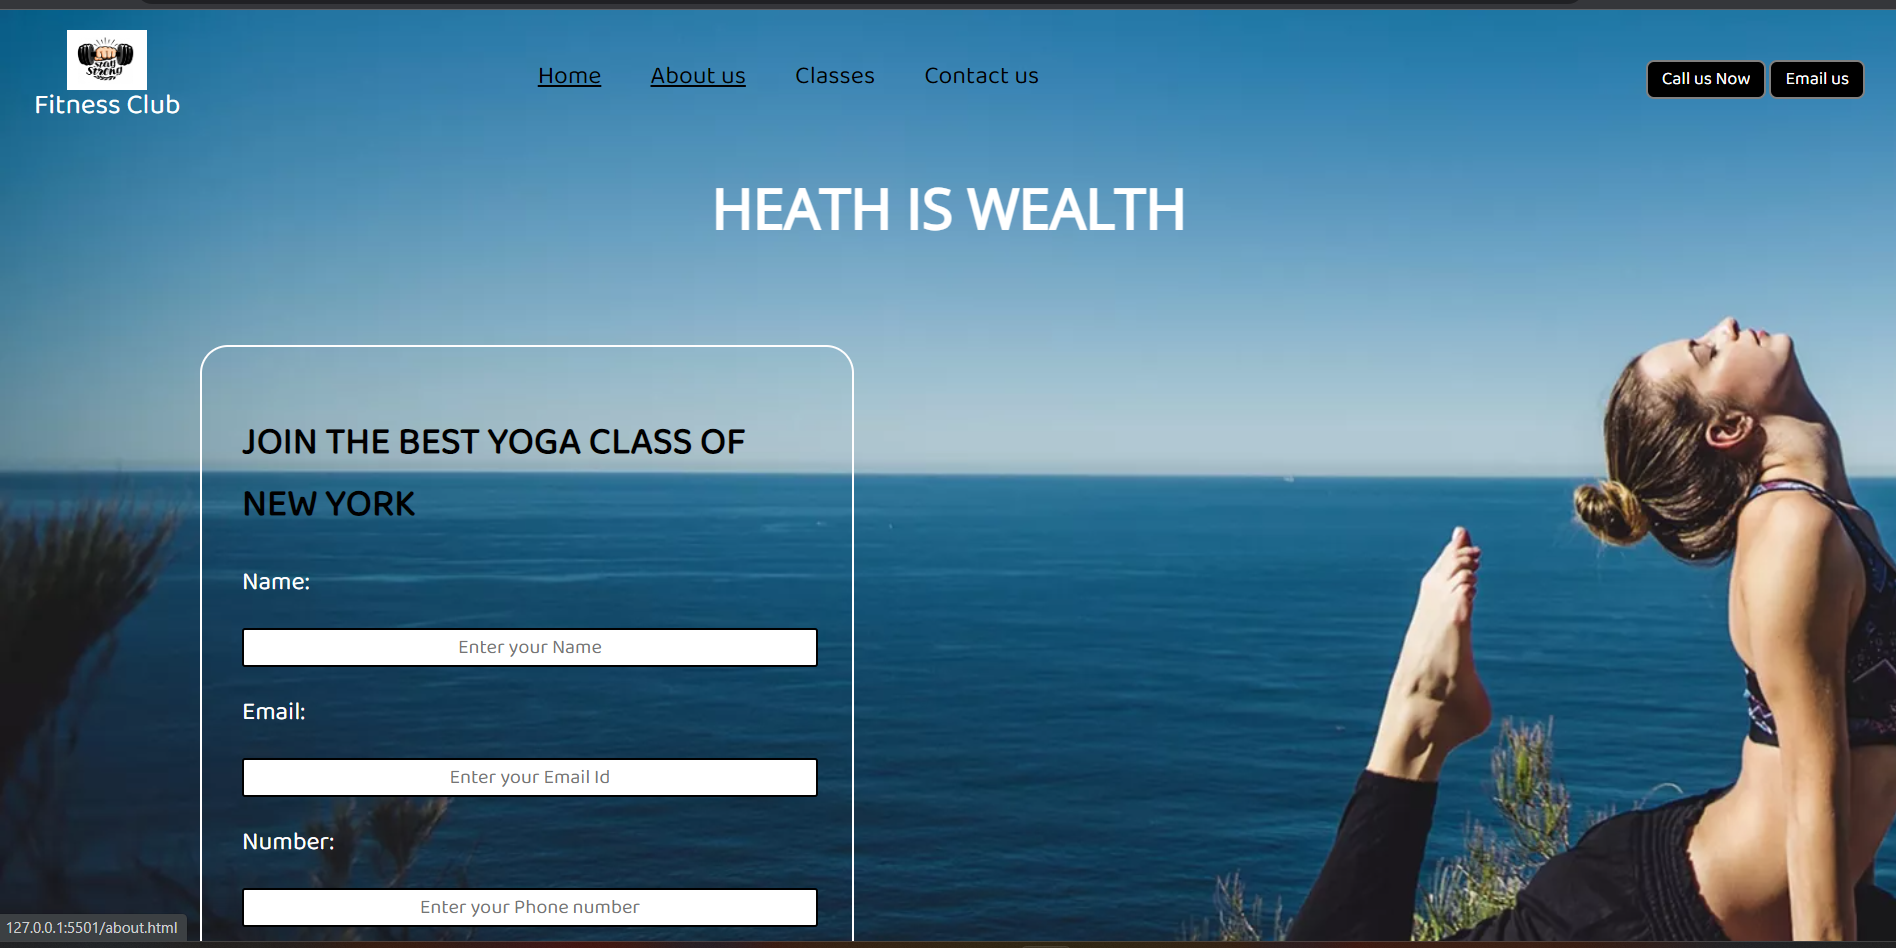 Stay
Strong
Fitness Club
Home About us Classes Contact us
Call us Now Email us
HEATH IS WEALTH
JOIN THE BEST YOGA CLASS OF
NEW YORK
Name:
Enter your Name
Email:
Enter your Email Id
Number:
Enter your Phone number
127.0.0.1:5501/about.html